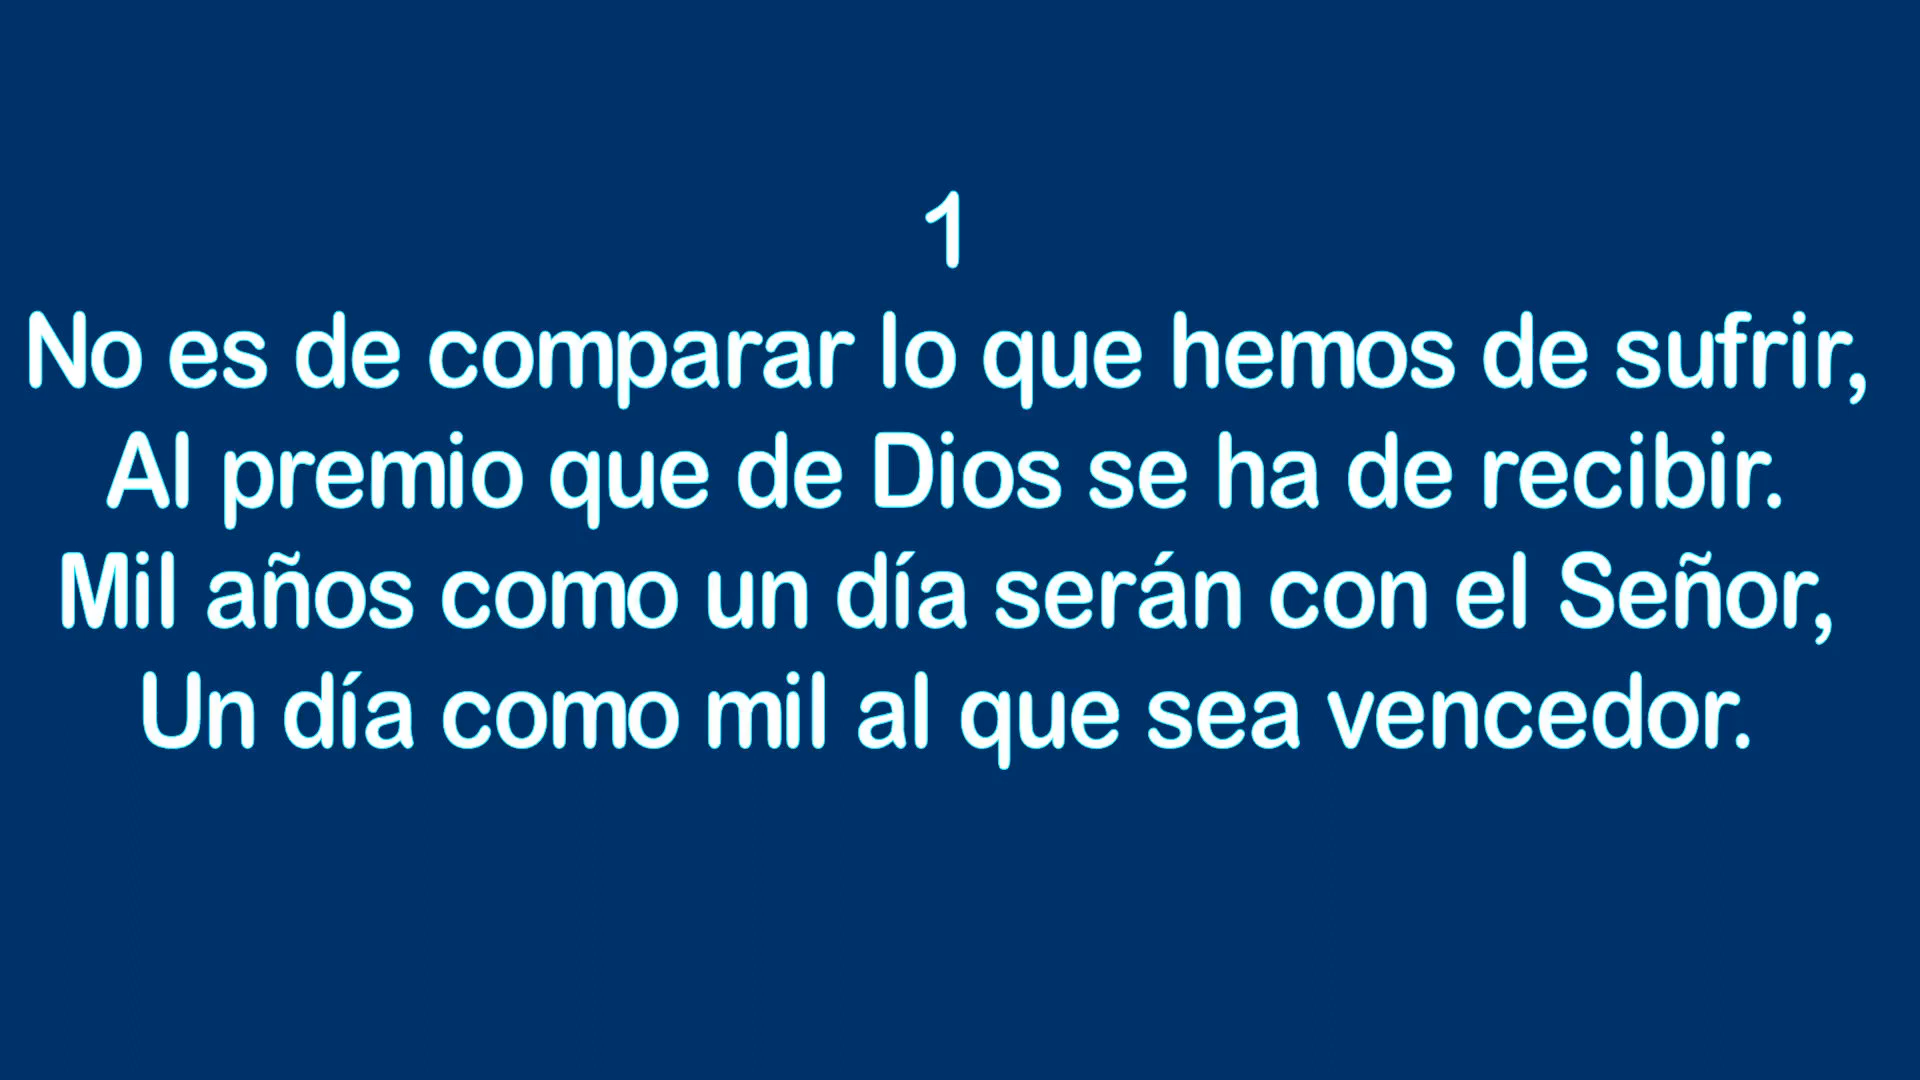 1
No es de comparar lo que hemos de sufrir,
Al premio que de Dios se ha de recibir.
Mil años como un día serán con el Señor,
Un día como mil al que sea vencedor.